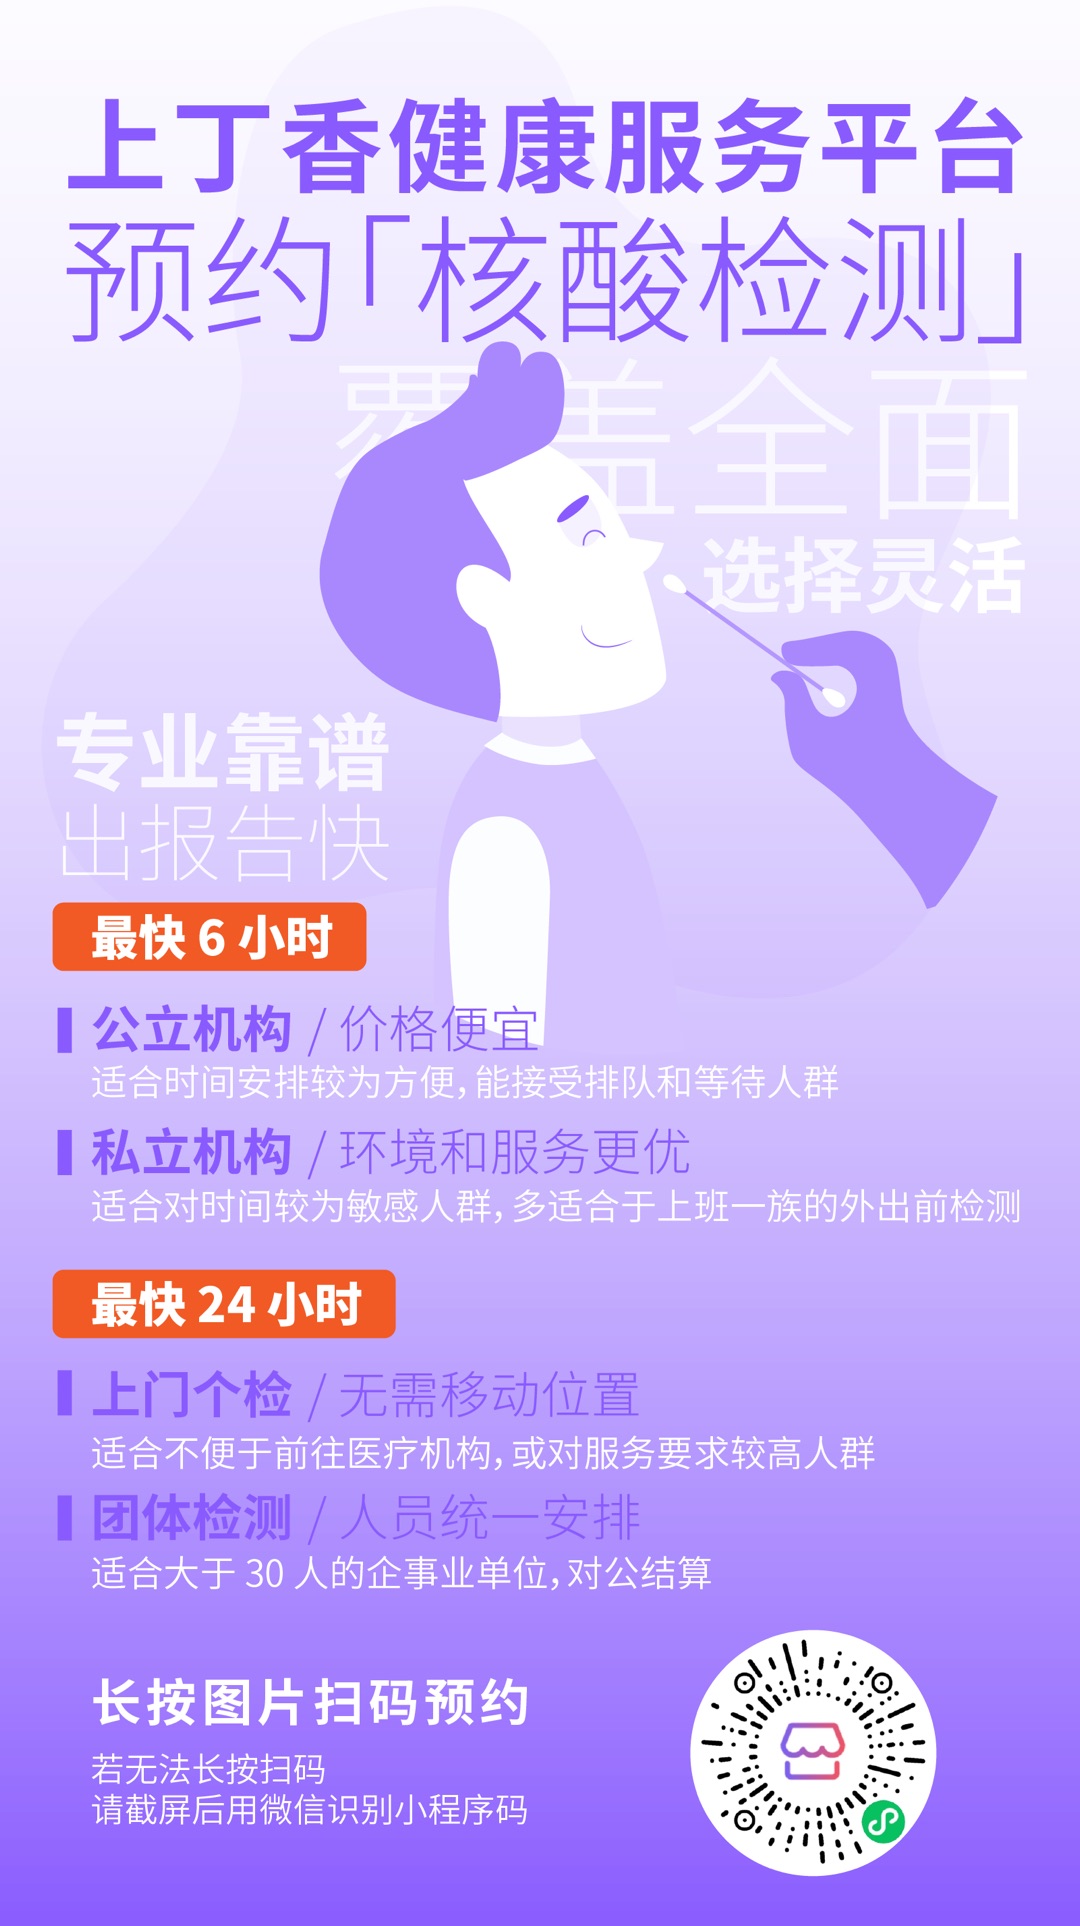 上丁香健康服务平台
预约「核酸检测」
覆盖全面
选择灵活
专业靠谱
出报告快
最快 6 小时
公立机构 / 价格便宜
适合时间安排较为方便，能接受排队和等待人群
私立机构 / 环境和服务更优
适合对时间较为敏感人群，多适合于上班一族的外出前检测
最快 24 小时
上门个检 / 无需移动位置
适合不便于前往医疗机构，或对服务要求较高人群
团体检测 / 人员统一安排
适合大于 30 人的企事业单位，对公结算
长按图片扫码预约
若无法长按扫码
请截屏后用微信识别小程序码